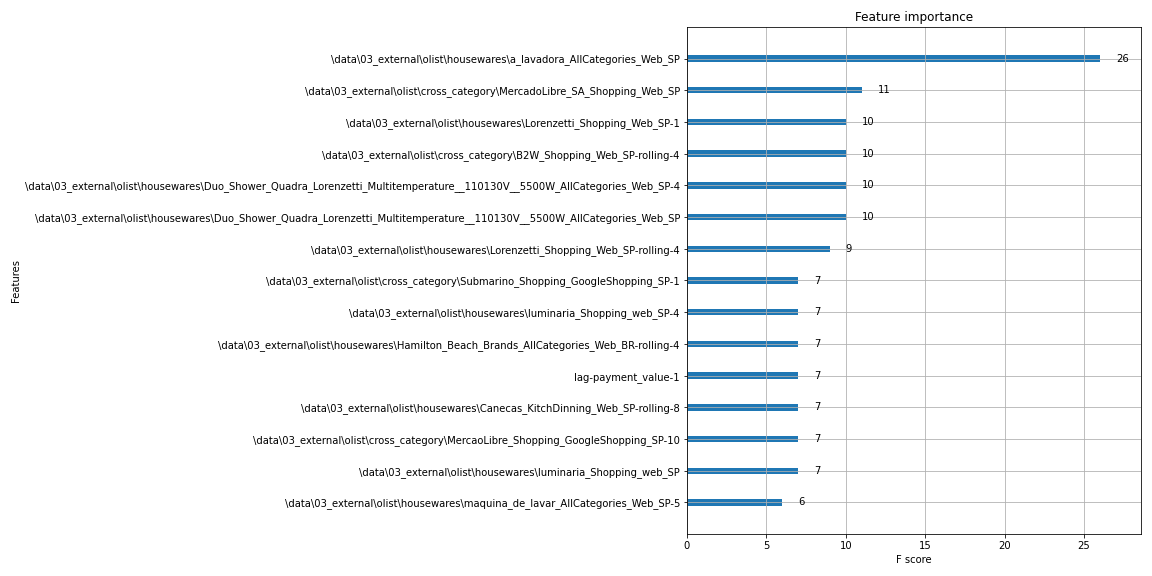 Feature importance
\data\03_external\olist\housewares\a_lavadora_AllCategories_Web_SP
26
\data\03_external\olist\cross_category\MercadoLibre_SA_Shopping_Web_SP
11
\data\03_external\olist\housewares\Lorenzetti_Shopping_Web_SP-1
10
\data\03_external\olist\cross_category\B2W_Shopping_Web_SP-rolling-4
10
\data\03_external\olist\housewares\Duo_Shower_Quadra_Lorenzetti_Multitemperature__110130V__5500W_AllCategories_Web_SP-4
10
\data\03_external\olist\housewares\Duo_Shower_Quadra_Lorenzetti_Multitemperature__110130V__5500W_AllCategories_Web_SP
10
\data\03_external\olist\housewares\Lorenzetti_Shopping_Web_SP-rolling-4
9
\data\03_external\olist\cross_category\Submarino_Shopping_GoogleShopping_SP-1
7
\data\03_external\olist\housewares\luminaria_Shopping_web_SP-4
7
\data\03_external\olist\housewares\Hamilton_Beach_Brands_AllCategories_Web_BR-rolling-4
7
lag-payment_value-1
7
\data\03_external\olist\housewares\Canecas_KitchDinning_Web_SP-rolling-8
7
\data\03_external\olist\cross_category\MercaoLibre_Shopping_GoogleShopping_SP-10
7
\data\03_external\olist\housewares\luminaria_Shopping_web_SP
7
\data\03_external\olist\housewares\maquina_de_lavar_AllCategories_Web_SP-5
6
Features
0 5 10 15 20 25
F score